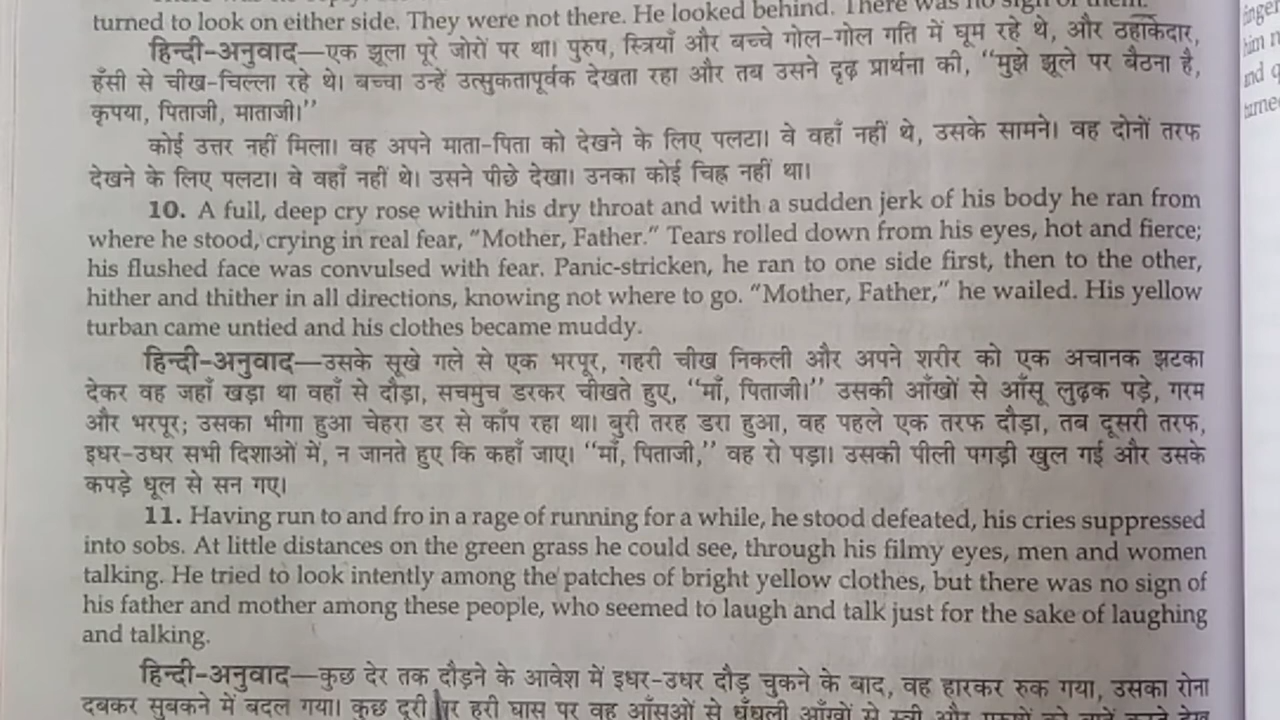 turned to look on either side. They were not there. He looked behind. There was no sign of them.
हिन्दी-अनुवाद—एक झूला पूरे जोरों पर था। पुरुष, स्त्रियाँ और बच्चे गोल-गोल गति में घूम रहे थे, और ठहाकेदार,
हँसी से चीख-चिल्ला रहे थे। बच्चा उन्हें उत्सुकतापूर्वक देखता रहा और तब उसने दृढ़ प्रार्थना की, ‘‘मुझे झूले पर बैठना है,
कृपया, पिताजी, माताजी।’’
कोई उत्तर नहीं मिला। वह अपने माता-पिता को देखने के लिए पलटा। वे वहाँ नहीं थे, उसके सामने। वह दोनों तरफ
देखने के लिए पलटा। वे वहाँ नहीं थे। उसने पीछे देखा। उनका कोई चिह्न नहीं था।
10. A full, deep cry rose within his dry throat and with a sudden jerk of his body he ran from
where he stood, crying in real fear, “Mother, Father.” Tears rolled down from his eyes, hot and fierce;
his flushed face was convulsed with fear. Panic-stricken, he ran to one side first, then to the other,
hither and thither in all directions, knowing not where to go. “Mother, Father,” he wailed. His yellow
turban came untied and his clothes became muddy.
हिन्दी-अनुवाद—उसके सूखे गले से एक भरपूर, गहरी चीख निकली और अपने शरीर को एक अचानक झटका
देकर वह जहाँ खड़ा था वहाँ से दौड़ा, सचमुच डरकर चीखते हुए, ‘‘माँ, पिताजी।’’ उसकी आँखों से आँसू लुढ़क पड़े, गरम
और भरपूर; उसका भीगा हुआ चेहरा डर से काँप रहा था। बुरी तरह डरा हुआ, वह पहले एक तरफ दौड़ा, तब दूसरी तरफ,
इधर-उधर सभी दिशाओं में, न जानते हुए कि कहाँ जाए। ‘‘माँ, पिताजी,’’ वह रो पड़ा। उसकी पीली पगड़ी खुल गई और उसके
कपड़े धूल से सन गए।
11. Having run to and fro in a rage of running for a while, he stood defeated, his cries suppressed
into sobs. At little distances on the green grass he could see, through his filmy eyes, men and women
talking. He tried to look intently among the patches of bright yellow clothes, but there was no sign of
his father and mother among these people, who seemed to laugh and talk just for the sake of laughing
and talking.
हिन्दी-अनुवाद—कुछ देर तक दौड़ने के आवेश में इधर-उधर दौड़ चुकने के बाद, वह हारकर रुक गया, उसका रोना
दबकर सुबकने में बदल गया। कुछ दूरी पर हरी घास पर वह आँसुओं से धुँधली आँखों से